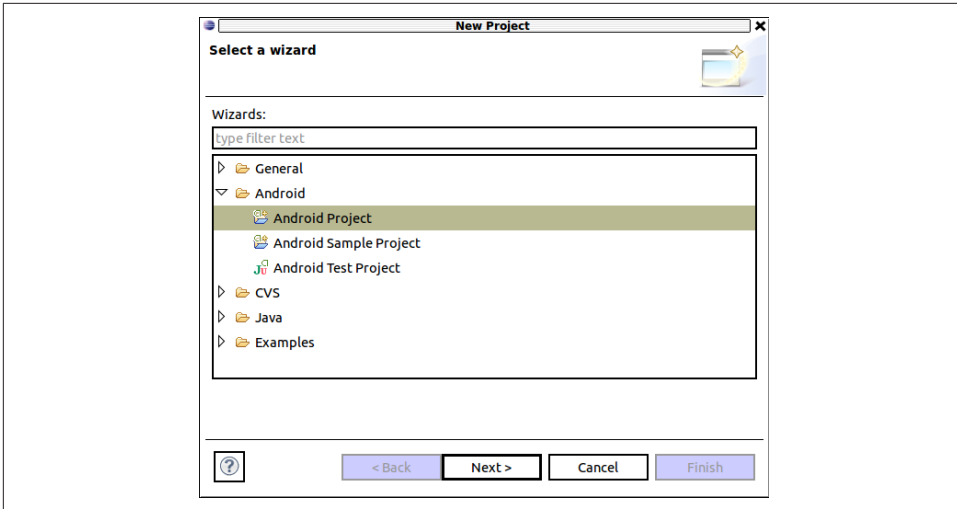 New Project
Select a wizard
Wizards:
type filter text
General
Android
Android Project
Android Sample Project
Android Test Project
CVS
Java
Examples
< Back Next > Cancel Finish